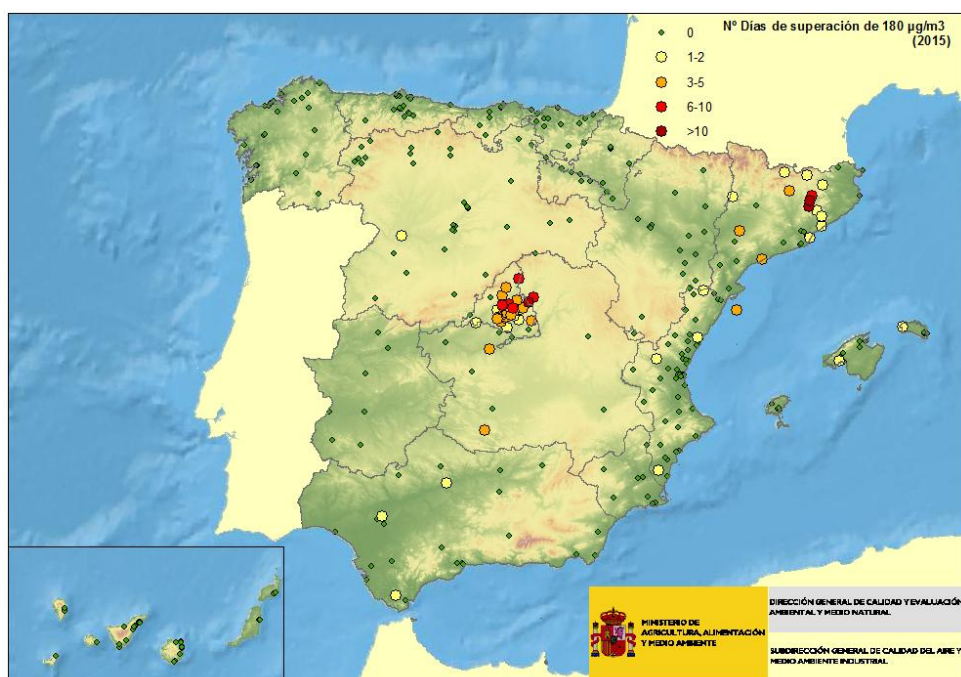 Nº Días de superación de 180 µg/m3
(2015)
0
1-2
3-5
6-10
>10
MINISTERIO DE
AGRICULTURA, ALIMENTACIÓN
Y MEDIO AMBIENTE
DIRECCIÓN GENERAL DE CALIDAD Y EVALUACIÓN
AMBIENTAL Y MEDIO NATURAL
SUBDIRECCIÓN GENERAL DE CALIDAD DEL AIRE Y
MEDIO AMBIENTE INDUSTRIAL